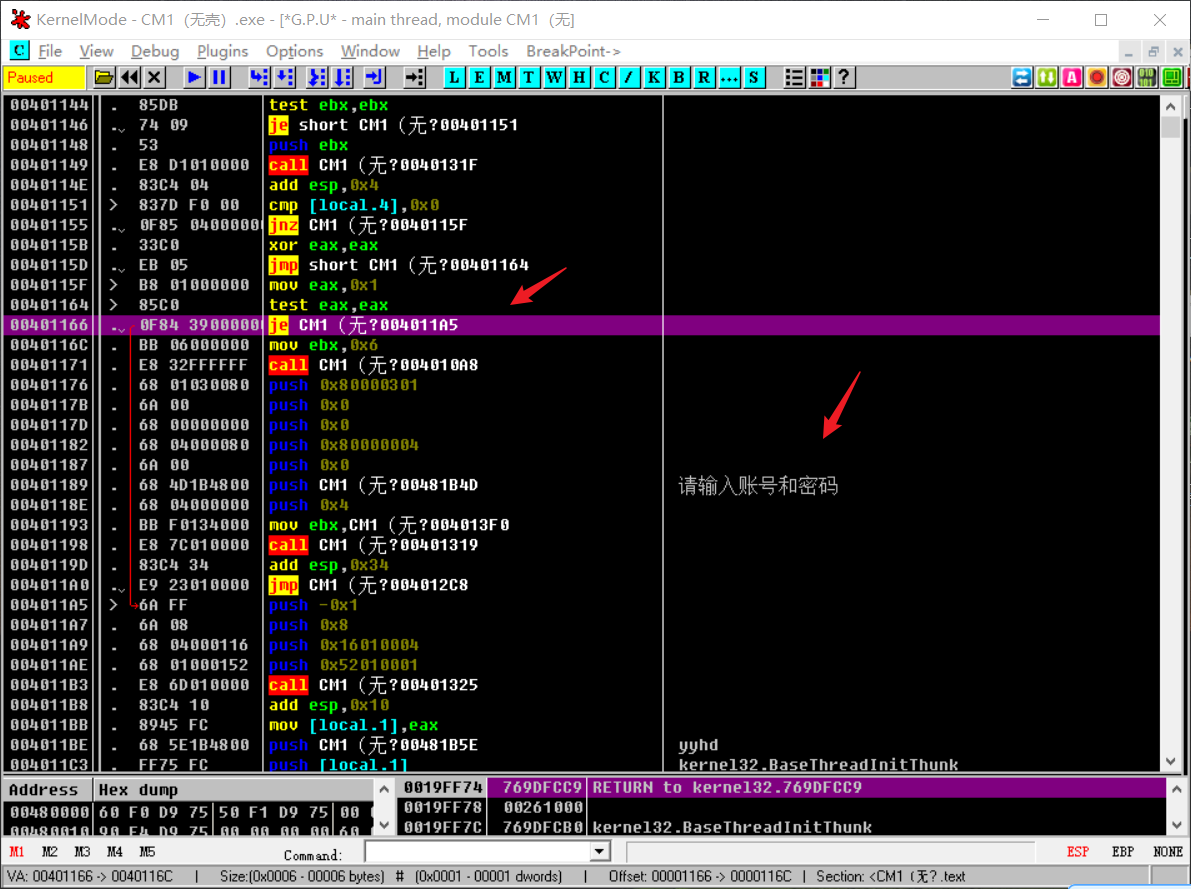 KernelMode - CM1（无壳）.exe - [*G.P.U* - main thread, module CM1（无]
C File View Debug Plugins Options Window Help Tools BreakPoint->
Paused L E M T W H C / K B R ... S ?
00401144 . 85DB test ebx,ebx
00401146 . 74 09 je short CM1（无?00401151
00401148 . 53 push ebx
00401149 . E8 D1010000 call CM1（无?0040131F
0040114E . 83C4 04 add esp,0x4
00401151 > 837D F0 00 cmp [local.4],0x0
00401155 . 0F85 04000000 jnz CM1（无?0040115F
0040115B . 33C0 xor eax,eax
0040115D . EB 05 jmp short CM1（无?00401164
0040115F > B8 01000000 mov eax,0x1
00401164 > 85C0 test eax,eax
00401166 . 0F84 39000000 je CM1（无?004011A5
0040116C . BB 06000000 mov ebx,0x6
00401171 . E8 32FFFFFF call CM1（无?004010A8
00401176 . 68 01030080 push 0x80000301
0040117B . 6A 00 push 0x0
0040117D . 68 00000000 push 0x0
00401182 . 68 04000080 push 0x80000004
00401187 . 6A 00 push 0x0
00401189 . 68 4D1B4800 push CM1（无?00481B4D 请输入账号和密码
0040118E . 68 04000000 push 0x4
00401193 . BB F0134000 mov ebx,CM1（无?004013F0
00401198 . E8 7C010000 call CM1（无?00401319
0040119D . 83C4 34 add esp,0x34
004011A0 . E9 23010000 jmp CM1（无?004012C8
004011A5 > 6A FF push -0x1
004011A7 . 6A 08 push 0x8
004011A9 . 68 04000116 push 0x16010004
004011AE . 68 01000152 push 0x52010001
004011B3 . E8 6D010000 call CM1（无?00401325
004011B8 . 83C4 10 add esp,0x10
004011BB . 8945 FC mov [local.1],eax
004011BE . 68 5E1B4800 push CM1（无?00481B5E yyhd
004011C3 . FF75 FC push [local.1] kernel32.BaseThreadInitThunk
Address Hex dump
00480000 60 F0 D9 75 50 F1 D9 75 00
00480010 90 F4 D9 75 00 00 00 00 60
0019FF74 769DFCC9 RETURN to kernel32.769DFCC9
0019FF78 00261000
0019FF7C 769DFCB0 kernel32.BaseThreadInitThunk
M1 M2 M3 M4 M5 Command: ESP EBP NONE
VA: 00401166 -> 0040116C | Size:(0x0006 - 00006 bytes) # (0x0001 - 00001 dwords) | Offset: 00001166 -> 0000116C | Section: <CM1（无? .text